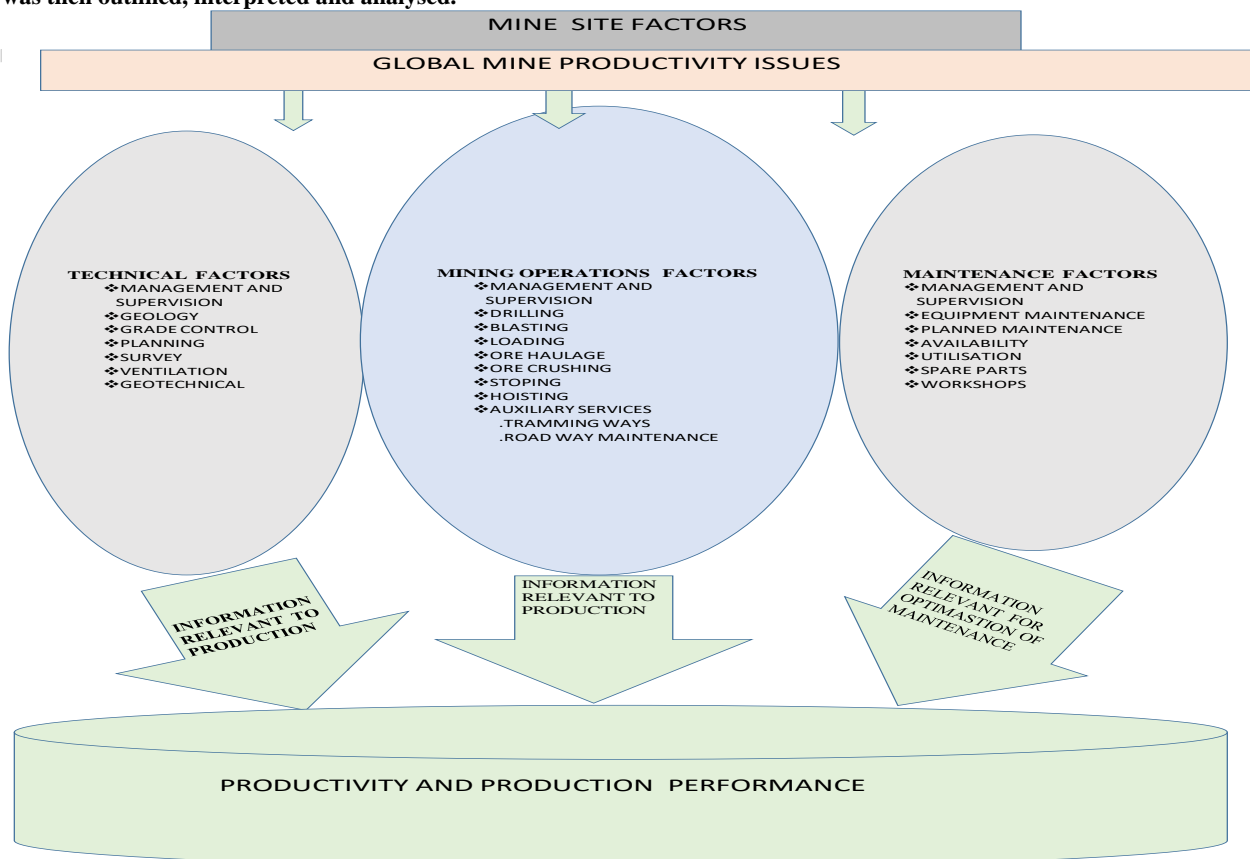 was then outlined, interpreted and analysed.
MINE SITE FACTORS
GLOBAL MINE PRODUCTIVITY ISSUES
TECHNICAL FACTORS
❖MANAGEMENT AND
SUPERVISION
❖GEOLOGY
❖GRADE CONTROL
❖PLANNING
❖SURVEY
❖VENTILATION
❖GEOTECHNICAL
MINING OPERATIONS FACTORS
❖MANAGEMENT AND
SUPERVISION
❖DRILLING
❖BLASTING
❖LOADING
❖ORE HAULAGE
❖ORE CRUSHING
❖STOPING
❖HOISTING
❖AUXILIARY SERVICES
.TRAMMING WAYS
.ROAD WAY MAINTENANCE
MAINTENANCE FACTORS
❖MANAGEMENT AND
SUPERVISION
❖EQUIPMENT MAINTENANCE
❖PLANNED MAINTENANCE
❖AVAILABILITY
❖UTILISATION
❖SPARE PARTS
❖WORKSHOPS
INFORMATION
RELEVANT TO
PRODUCTION
INFORMATION
RELEVANT TO
PRODUCTION
INFORMATION
RELEVANT FOR
OPTIMASTION OF
MAINTENANCE
PRODUCTIVITY AND PRODUCTION PERFORMANCE